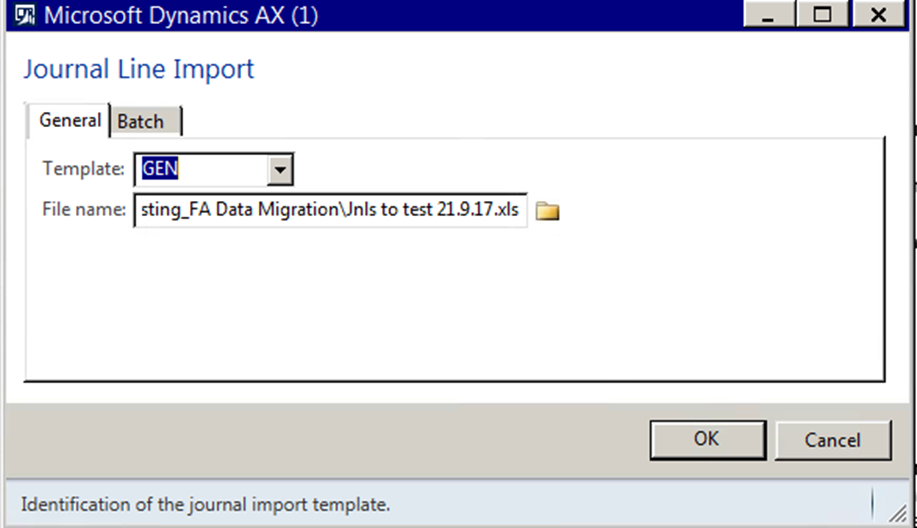 Microsoft Dynamics AX (1)
Journal Line Import
General Batch
Template: GEN
File name: sting_FA Data Migration\Jnls to test 21.9.17.xls
OK Cancel
Identification of the journal import template.